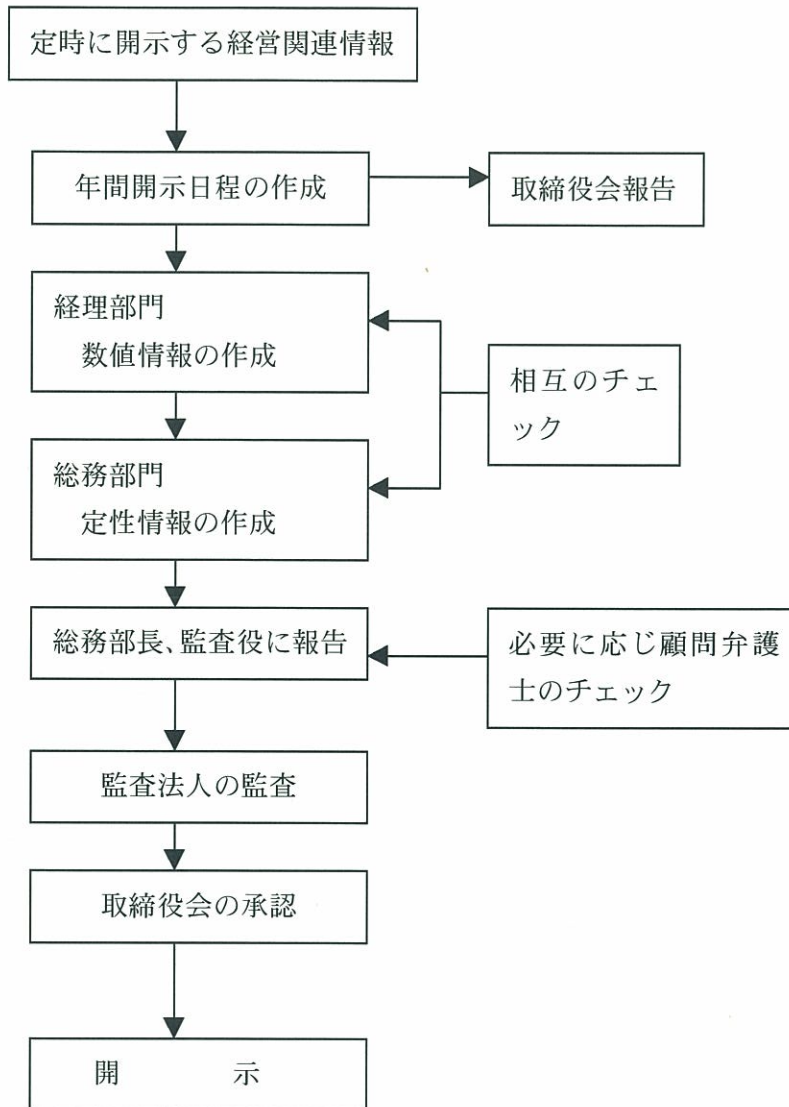 定時に開示する経営関連情報
年間開示日程の作成
取締役会報告
経理部門
数値情報の作成
相互のチェ
ック
総務部門
定性情報の作成
総務部長、監査役に報告
必要に応じ顧問弁護
士のチェック
監査法人の監査
取締役会の承認
開　　　示